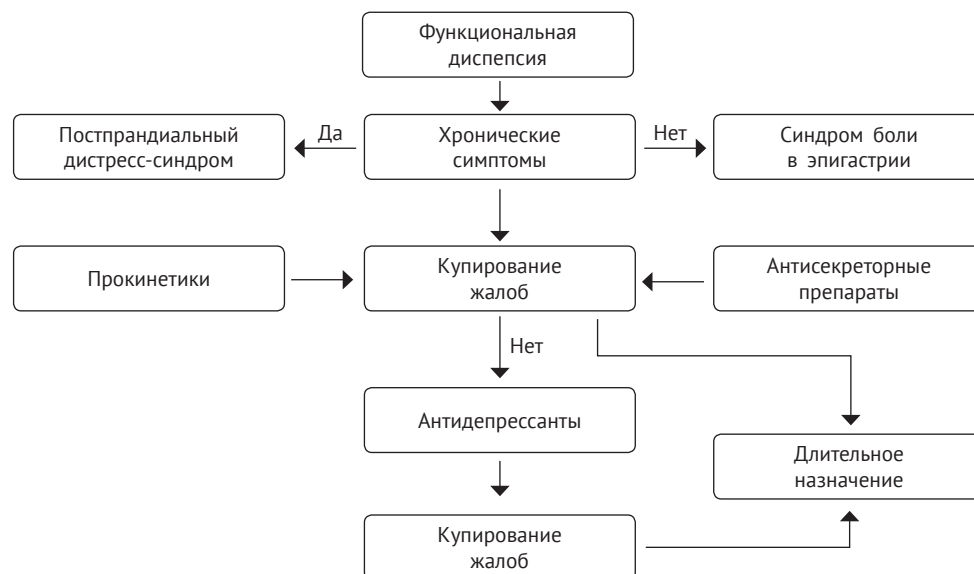 Функциональная
диспепсия
Постпрандиальный
дистресс-синдром
Да
Хронические
симптомы
Нет
Синдром боли
в эпигастрии
Прокинетики
Купирование
жалоб
Антисекреторные
препараты
Нет
Антидепрессанты
Длительное
назначение
Купирование
жалоб